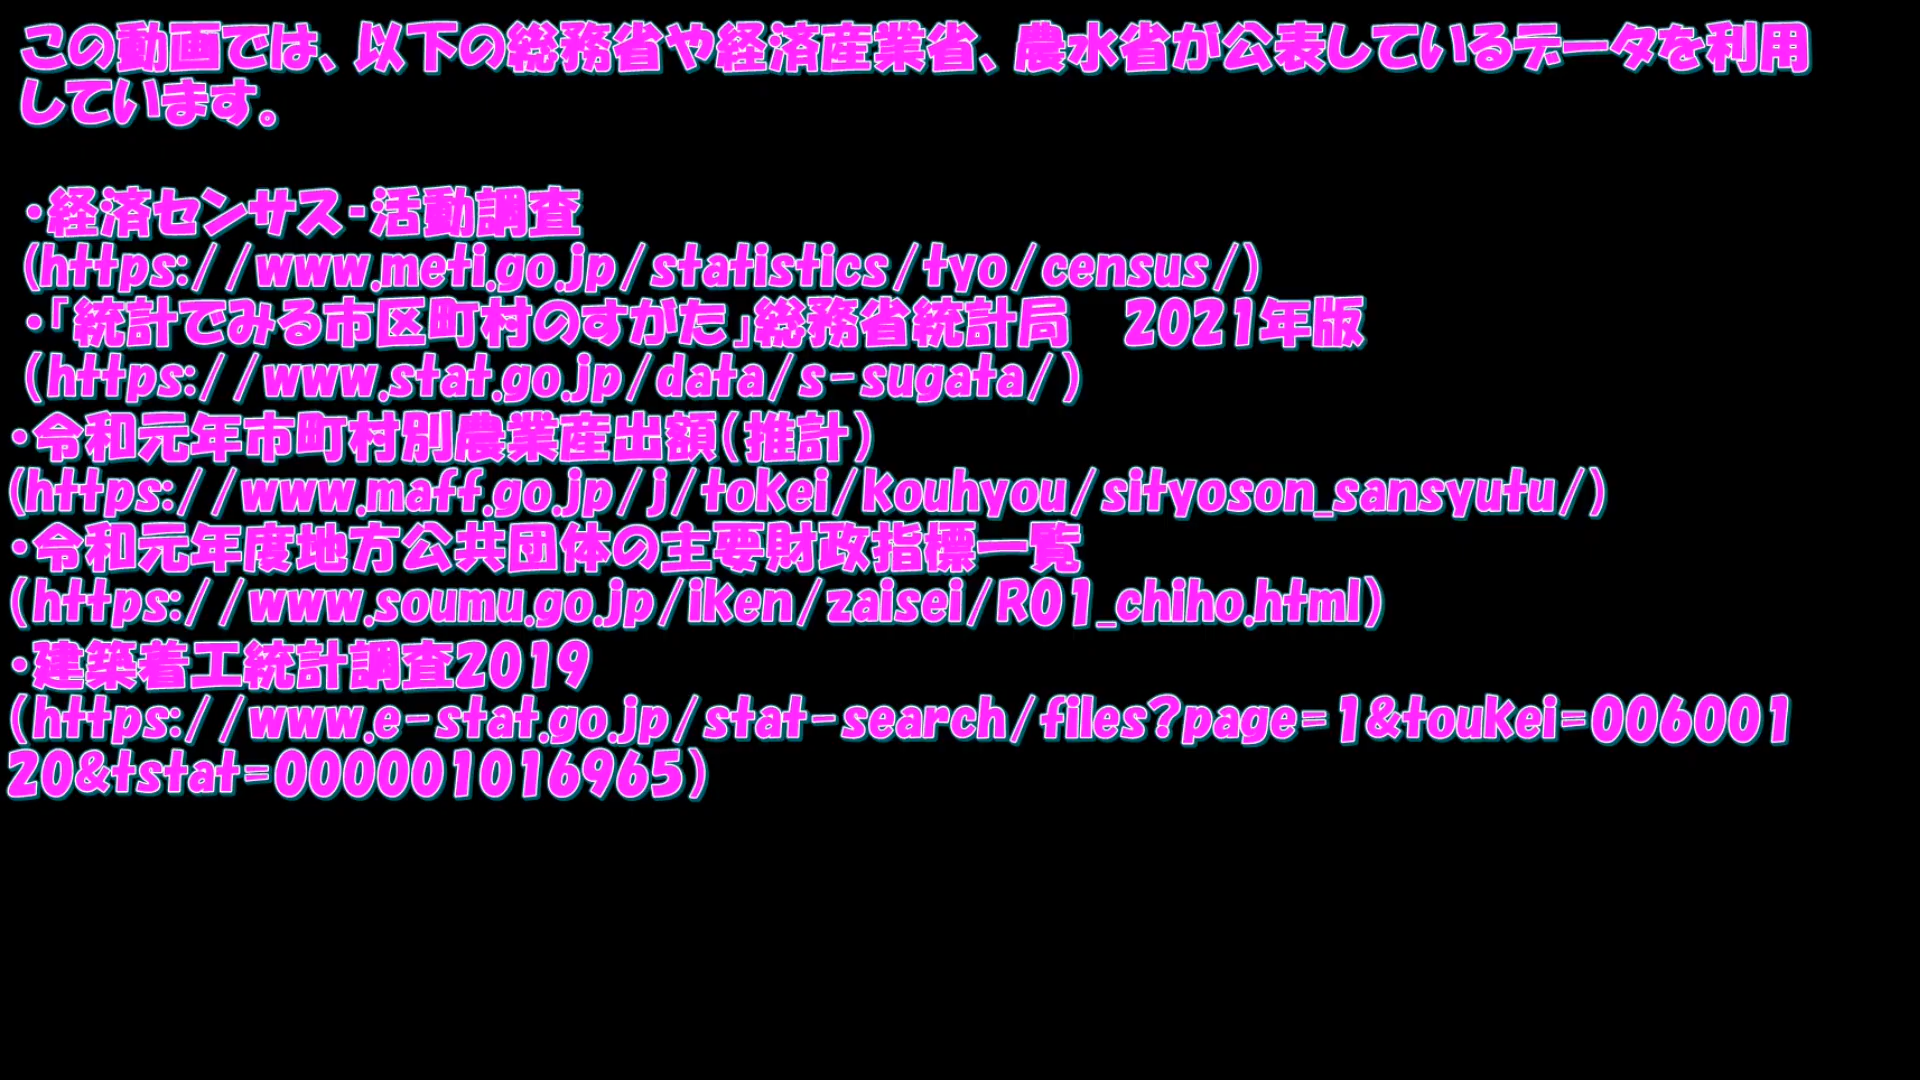 この動画では、以下の総務省や経済産業省、農水省が公表しているデータを利用
しています。
・経済センサス‐活動調査
(https://www.meti.go.jp/statistics/tyo/census/)
・「統計でみる市区町村のすがた」総務省統計局　2021年版
(https://www.stat.go.jp/data/s-sugata/)
・令和元年市町村別農業産出額(推計)
(https://www.maff.go.jp/j/tokei/kouhyou/sityoson_sansyutu/)
・令和元年度地方公共団体の主要財政指標一覧
(https://www.soumu.go.jp/iken/zaisei/R01_chiho.html)
・建築着工統計調査2019
(https://www.e-stat.go.jp/stat-search/files?page=1&toukei=006001
20&tstat=000001016965)